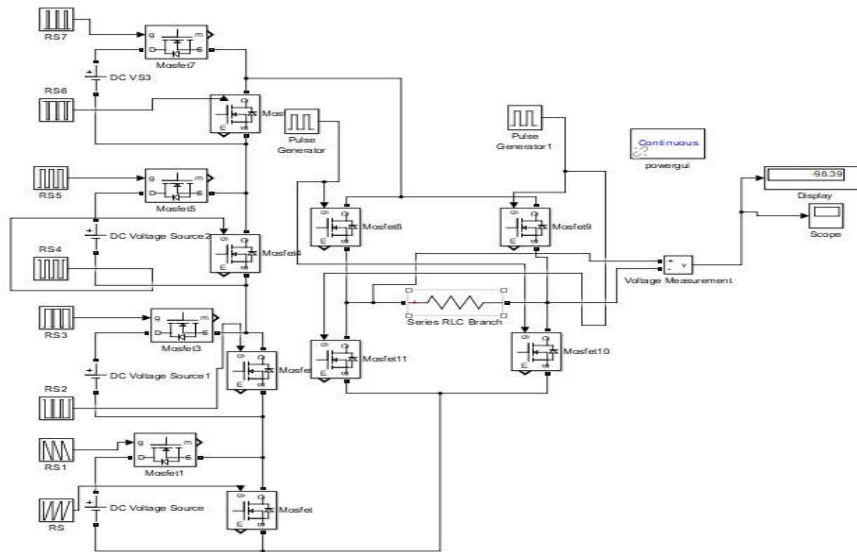 RS7
g
m
D
S
Mosfet7
DC VS3
RS6
Mos
Pulse
Generator
Pulse
Generator1
Continuous
powergui
-98.39
Display
Scope
RS5
g
m
D
S
Mosfet5
DC Voltage Source2
RS4
Mosfet4
Mosfet8
Mosfet9
+
-
v
Voltage Measurement
Series RLC Branch
RS3
g
m
D
S
Mosfet3
DC Voltage Source1
RS2
Mosfet
Mosfet11
Mosfet10
RS1
g
m
D
S
Mosfet1
DC Voltage Source
RS
Mosfet